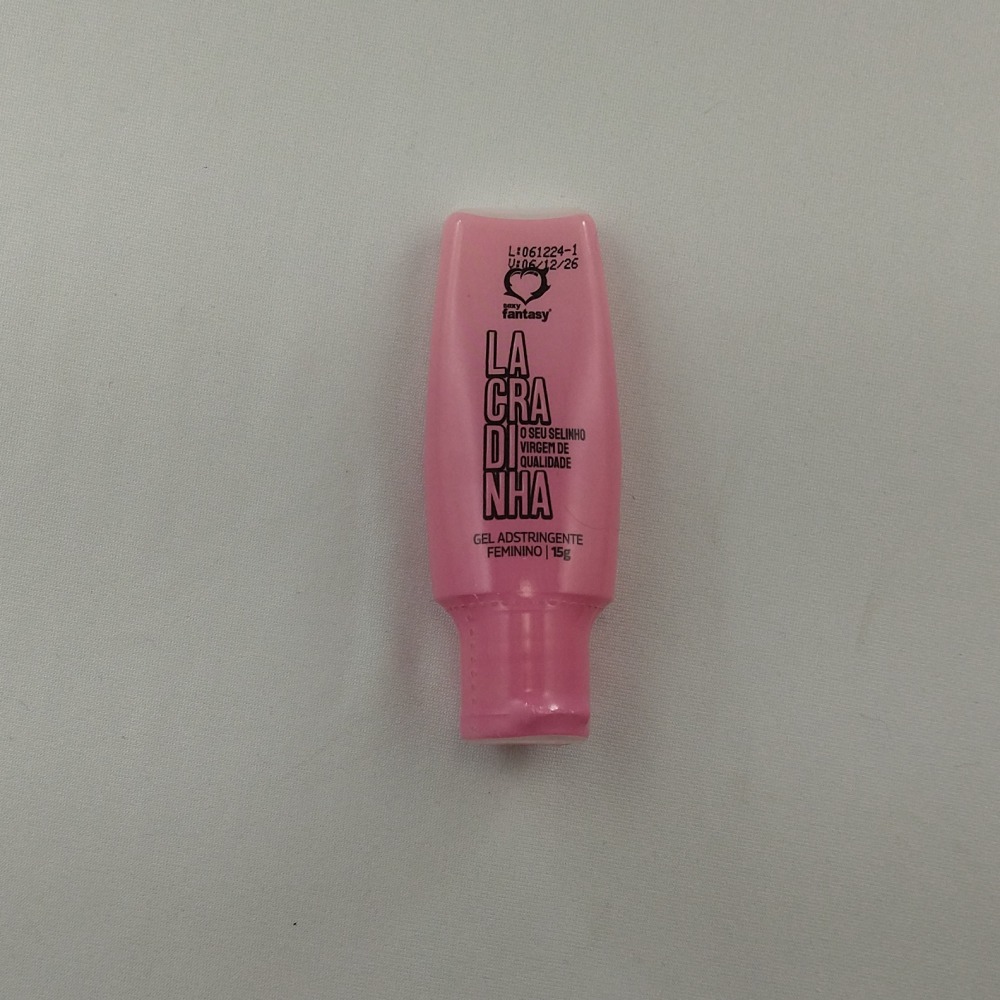 L:061224-1
V:06/12/26
sexy
fantasy®
LA
CRA
DI
NHA
O SEU SELINHO
VIRGEM DE
QUALIDADE
GEL ADSTRINGENTE
FEMININO | 15g